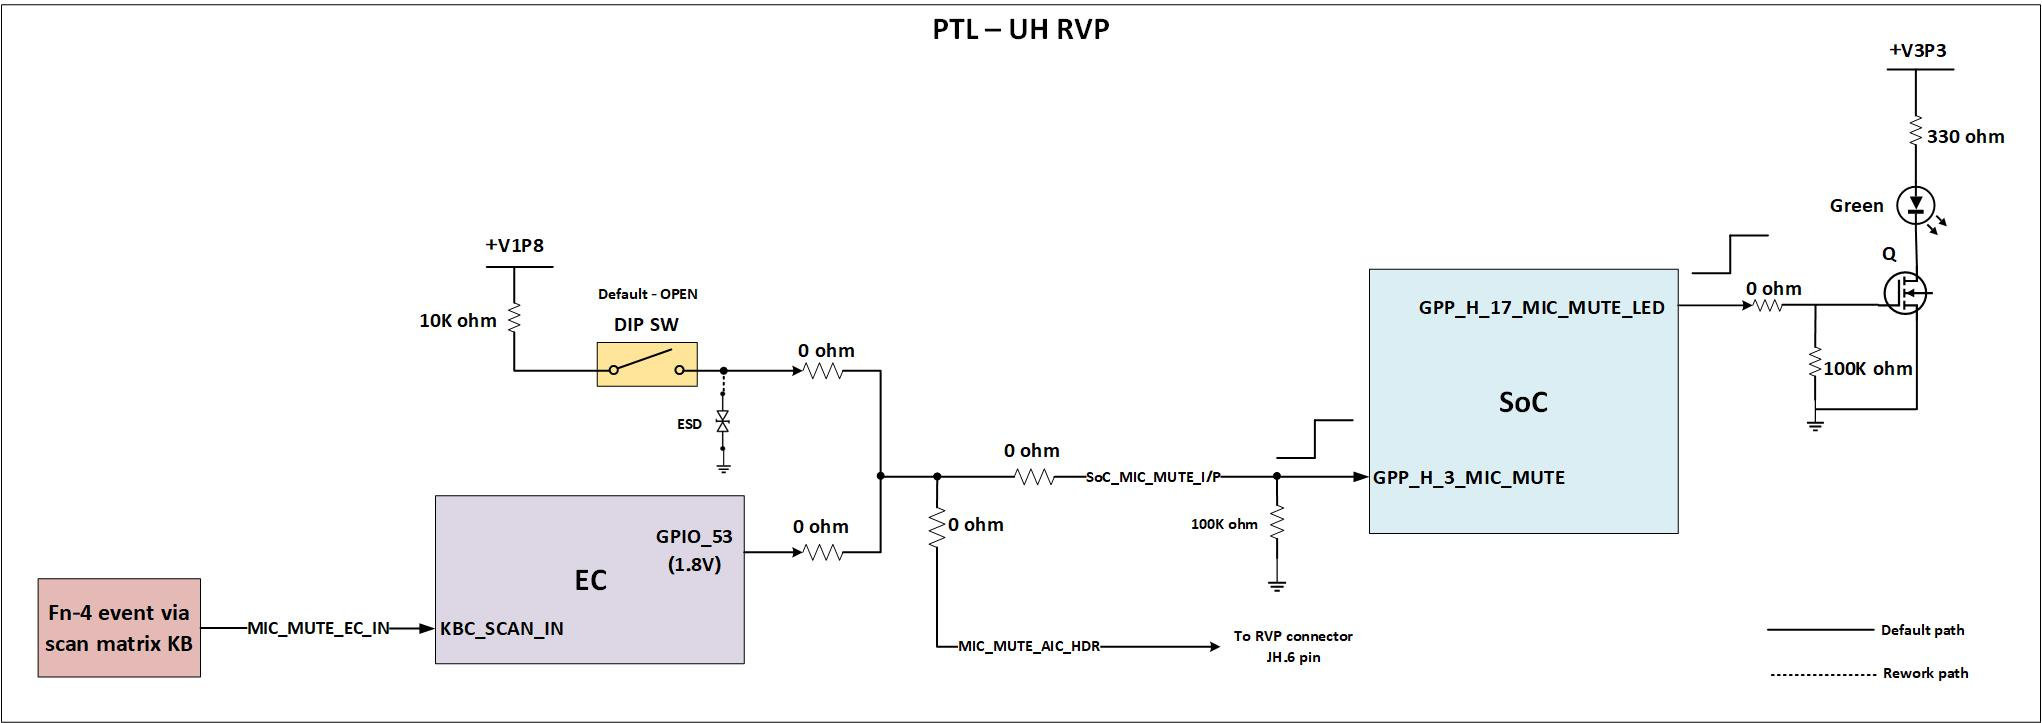 PTL – UH RVP
+V3P3
330 ohm
Green
Q
+V1P8
10K ohm
Default - OPEN
DIP SW
0 ohm
ESD
GPP_H_17_MIC_MUTE_LED
0 ohm
100K ohm
SoC
0 ohm
SoC_MIC_MUTE_I/P
GPP_H_3_MIC_MUTE
100K ohm
0 ohm
GPIO_53
(1.8V)
0 ohm
EC
KBC_SCAN_IN
Fn-4 event via
scan matrix KB
MIC_MUTE_EC_IN
MIC_MUTE_AIC_HDR
To RVP connector
JH.6 pin
Default path
Rework path